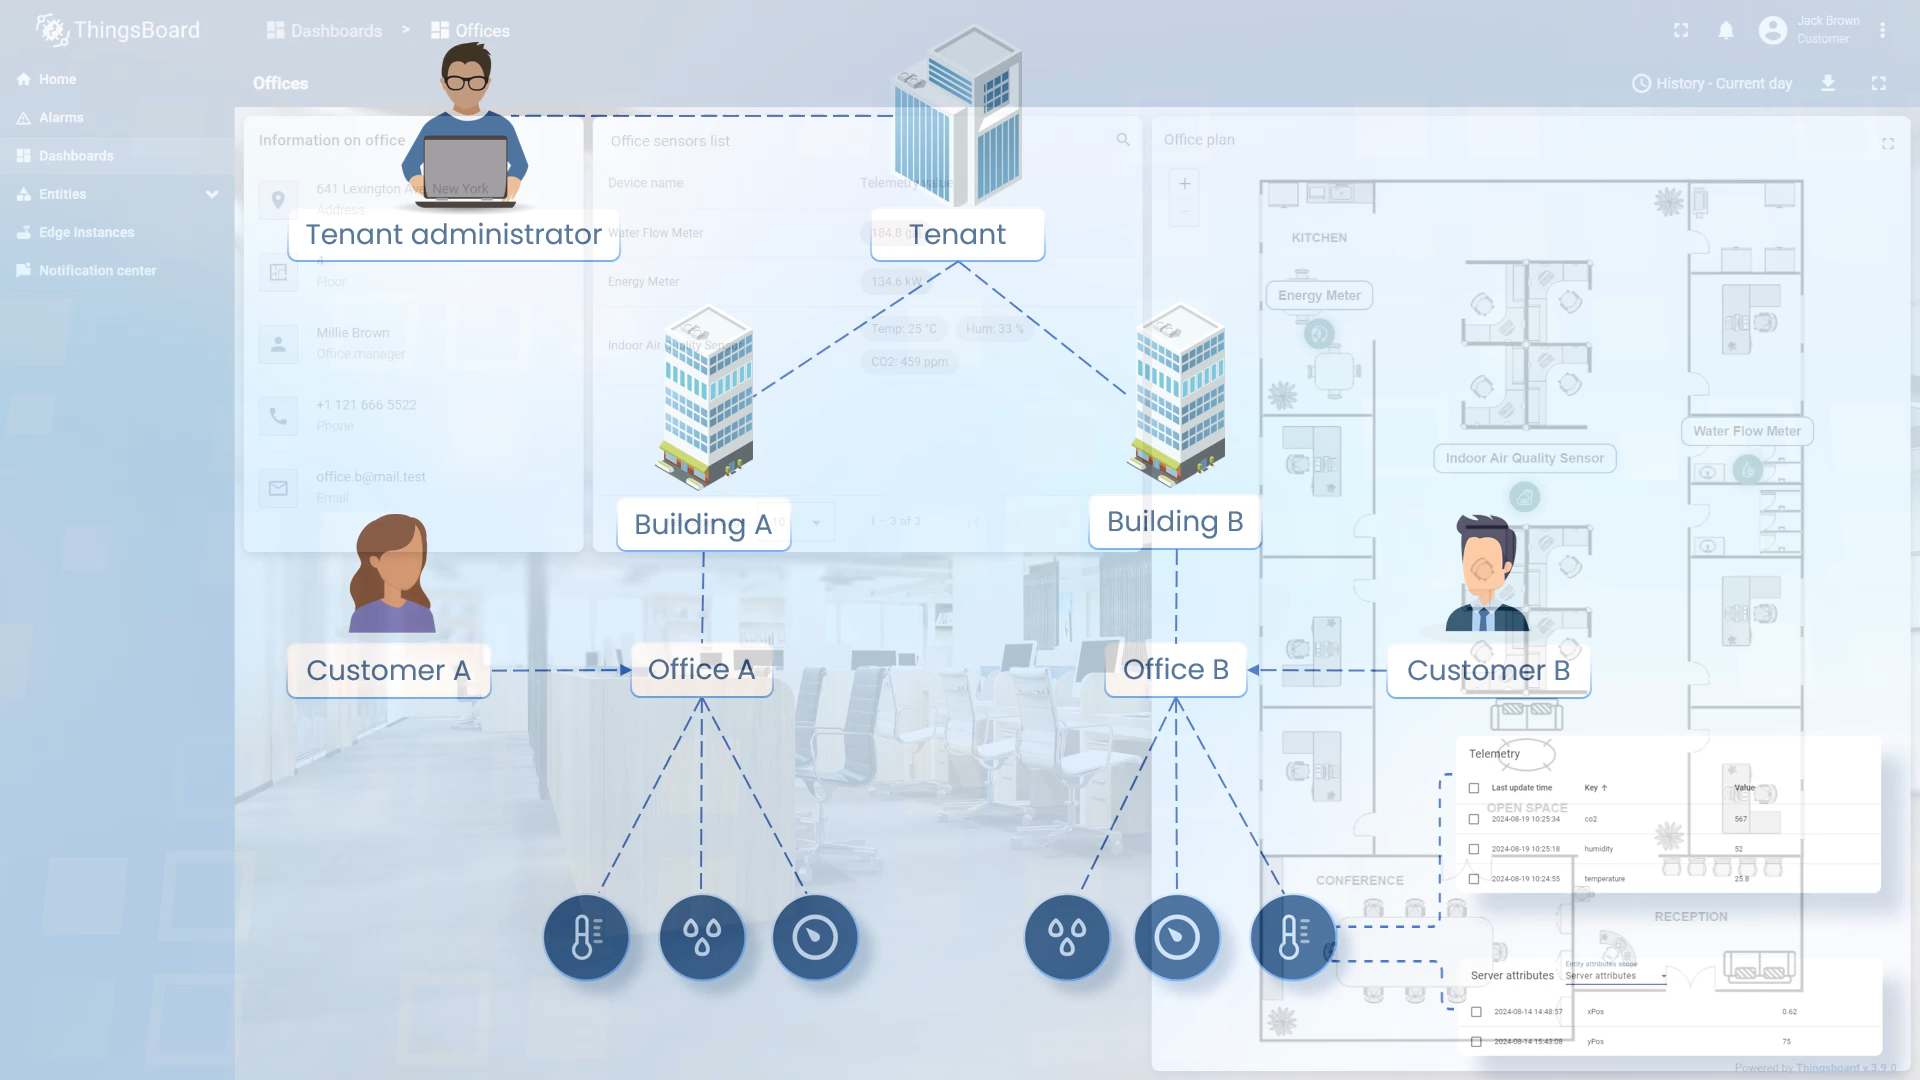 ThingsBoard
Dashboards > Offices
Jack Brown
Customer
Home
Alarms
Dashboards
Entities
Edge Instances
Notification center
Offices
History - Current day
Information on office
641 Lexington Ave, New York
Address
4
Floor
Millie Brown
Office manager
+1 121 666 5522
Phone
office.b@mail.test
Email
Office sensors list
Device name
Telemetry value
Water Flow Meter
184.8
Energy Meter
134.6 kW
Indoor Air Quality Sensor
Temp: 25 °C
Hum: 33 %
CO2: 459 ppm
10
1 – 3 of 3
Office plan
+
KITCHEN
Energy Meter
Indoor Air Quality Sensor
Water Flow Meter
OPEN SPACE
CONFERENCE
RECEPTION
Tenant administrator
Tenant
Building A
Building B
Customer A
Office A
Office B
Customer B
Telemetry
Last update time Key ↑ Value
2024-08-19 10:25:34 co2 567
2024-08-19 10:25:18 humidity 52
2024-08-19 10:24:55 temperature 25.8
Server attributes
Entity attributes scope
Server attributes
2024-08-14 14:48:57 xPos 0.62
2024-08-14 15:43:08 yPos 75
Powered by Thingsboard v.3.9.0